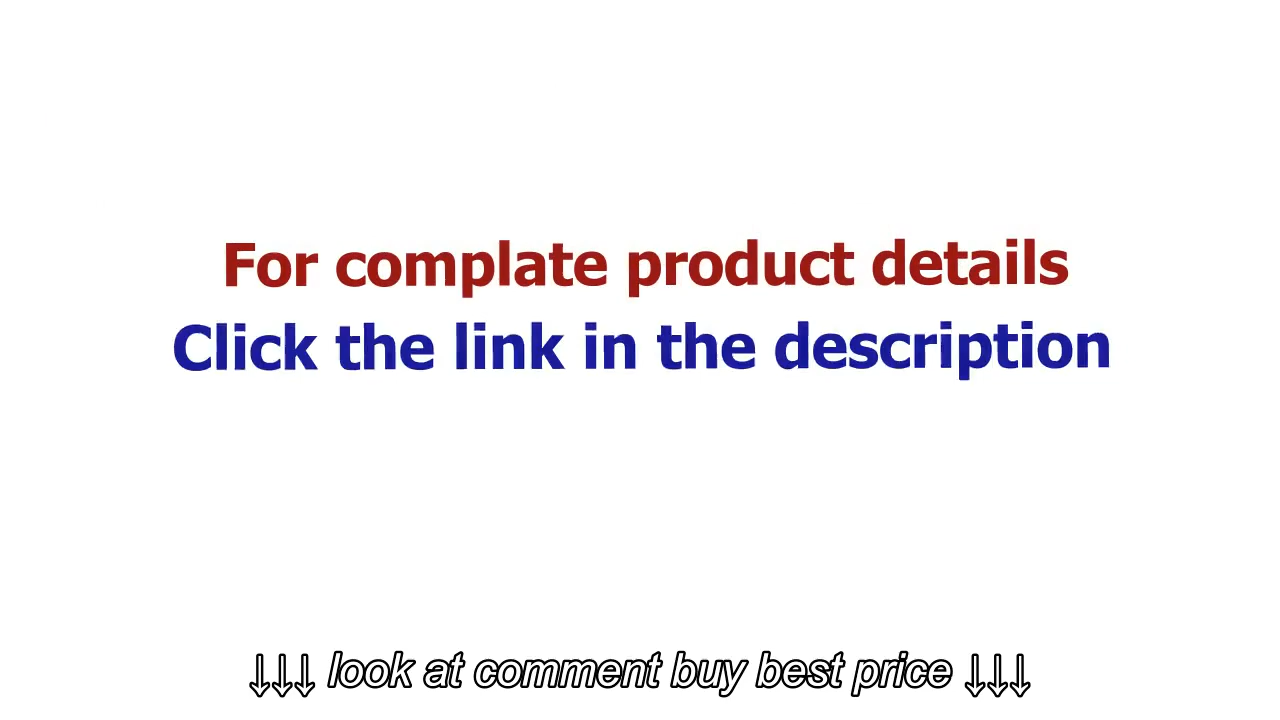 For complate product details
Click the link in the description
↓↓↓ look at comment buy best price ↓↓↓